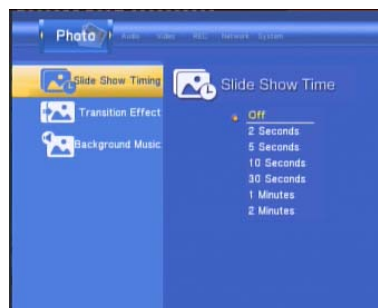 Photo Audio Video REC Network System
Slide Show Timing
Transition Effect
Background Music
Slide Show Time
Off
2 Seconds
5 Seconds
10 Seconds
30 Seconds
1 Minutes
2 Minutes